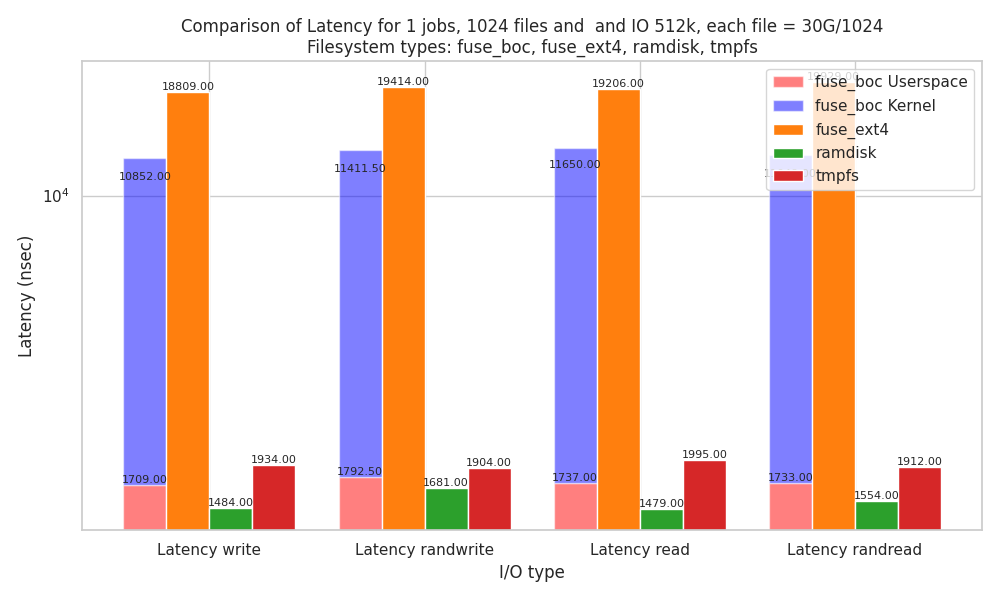 Comparison of Latency for 1 jobs, 1024 files and  and IO 512k, each file = 30G/1024
Filesystem types: fuse_boc, fuse_ext4, ramdisk, tmpfs
Latency (nsec)
10^4
fuse_boc Userspace
fuse_boc Kernel
fuse_ext4
ramdisk
tmpfs
10852.00
1709.00
18809.00
1484.00
1934.00
11411.50
1792.50
19414.00
1681.00
1904.00
11650.00
1737.00
19206.00
1479.00
1995.00
1733.00
1554.00
1912.00
Latency write
Latency randwrite
Latency read
Latency randread
I/O type